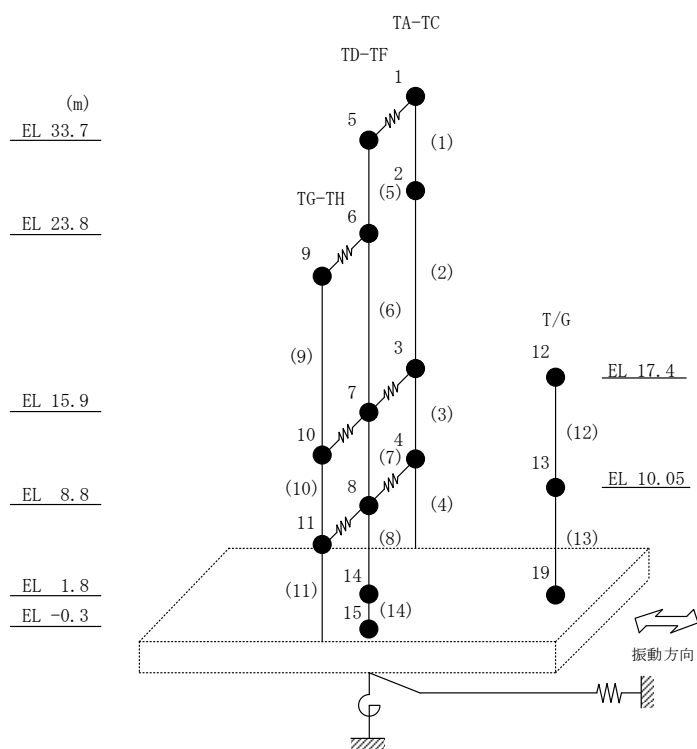 TA-TC
TD-TF
1
(m)
5
EL 33.7
(1)
2
(5)
TG-TH
6
EL 23.8
9
(2)
(6)
T/G
(9)
3
12
EL 17.4
7
EL 15.9
(3)
(12)
10
4
(7)
13
EL 10.05
(10)
8
EL 8.8
(4)
11
(8)
(13)
EL 1.8
(11)
14
19
EL -0.3
15
(14)
振動方向